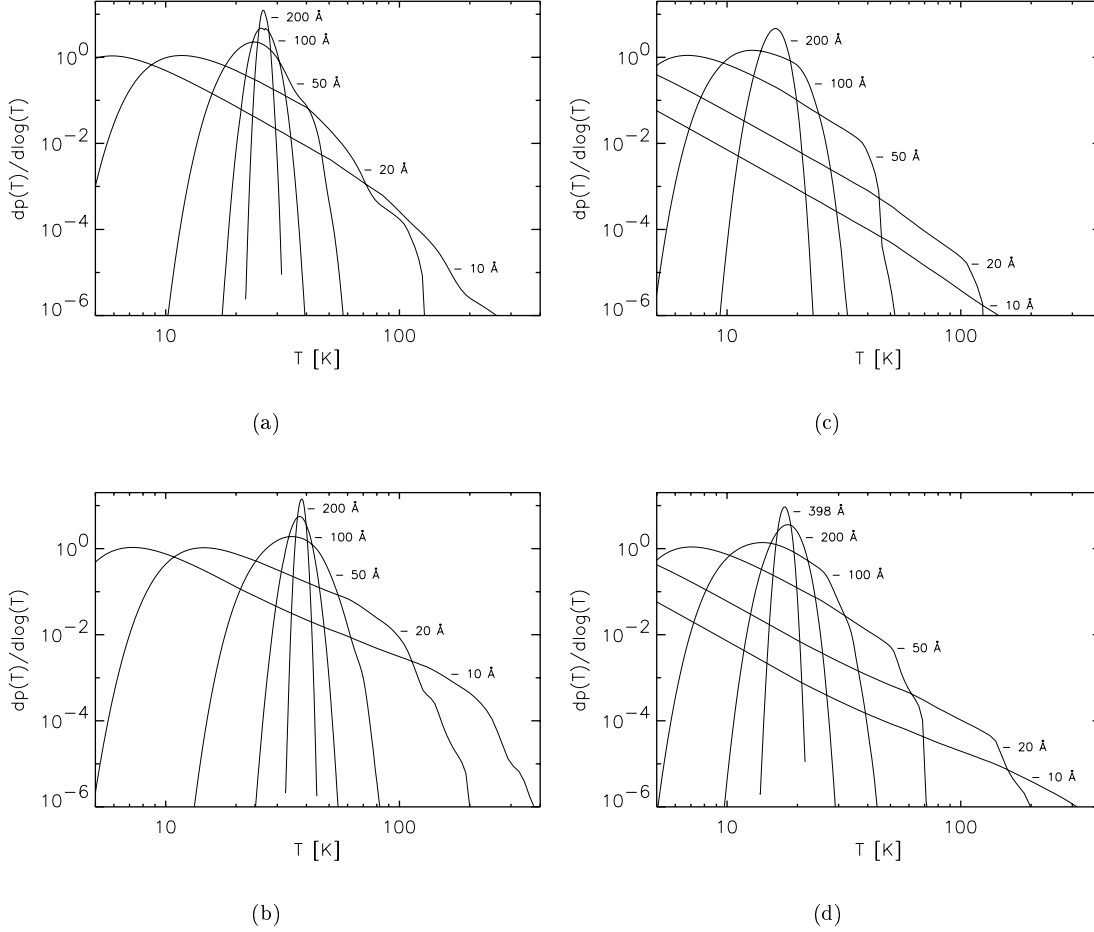 dp(T)/dlog(T)
10^0
10^-2
10^-4
10^-6
– 200 Å
– 100 Å
– 50 Å
– 20 Å
– 10 Å
10
100
T [K]
(a)
dp(T)/dlog(T)
10^0
10^-2
10^-4
10^-6
– 200 Å
– 100 Å
– 50 Å
– 20 Å
– 10 Å
10
100
T [K]
(c)
dp(T)/dlog(T)
10^0
10^-2
10^-4
10^-6
– 200 Å
– 100 Å
– 50 Å
– 20 Å
– 10 Å
10
100
T [K]
(b)
dp(T)/dlog(T)
10^0
10^-2
10^-4
10^-6
– 398 Å
– 200 Å
– 100 Å
– 50 Å
– 20 Å
– 10 Å
10
100
T [K]
(d)